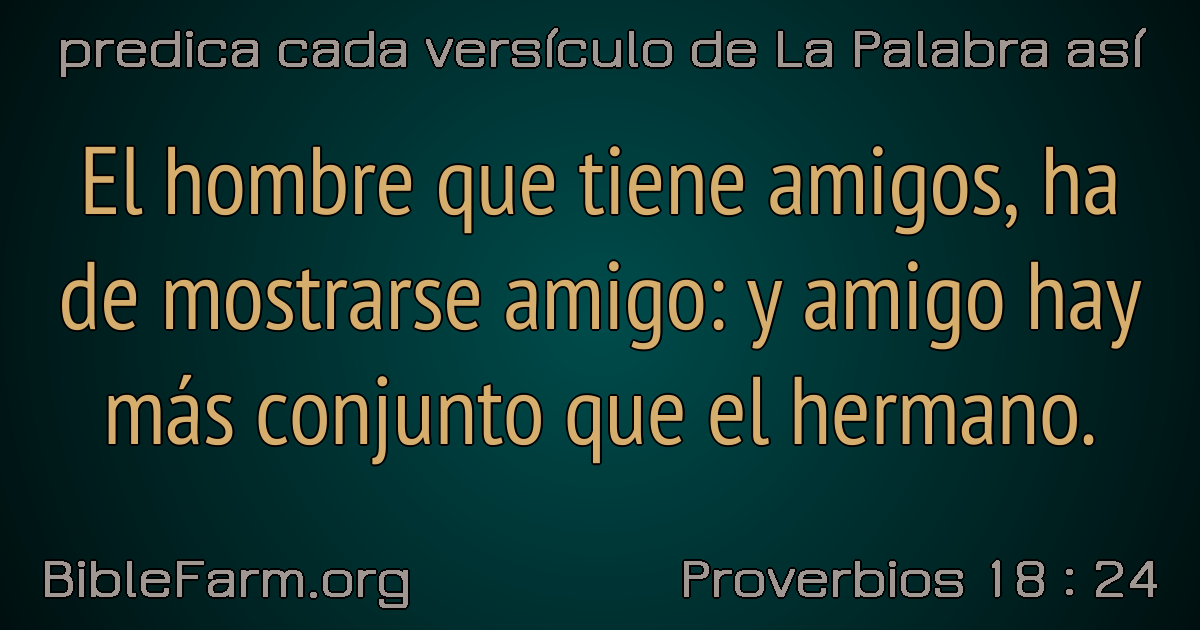 predica cada versículo de La Palabra así
El hombre que tiene amigos, ha
de mostrarse amigo: y amigo hay
más conjunto que el hermano.
BibleFarm.org
Proverbios 18 : 24